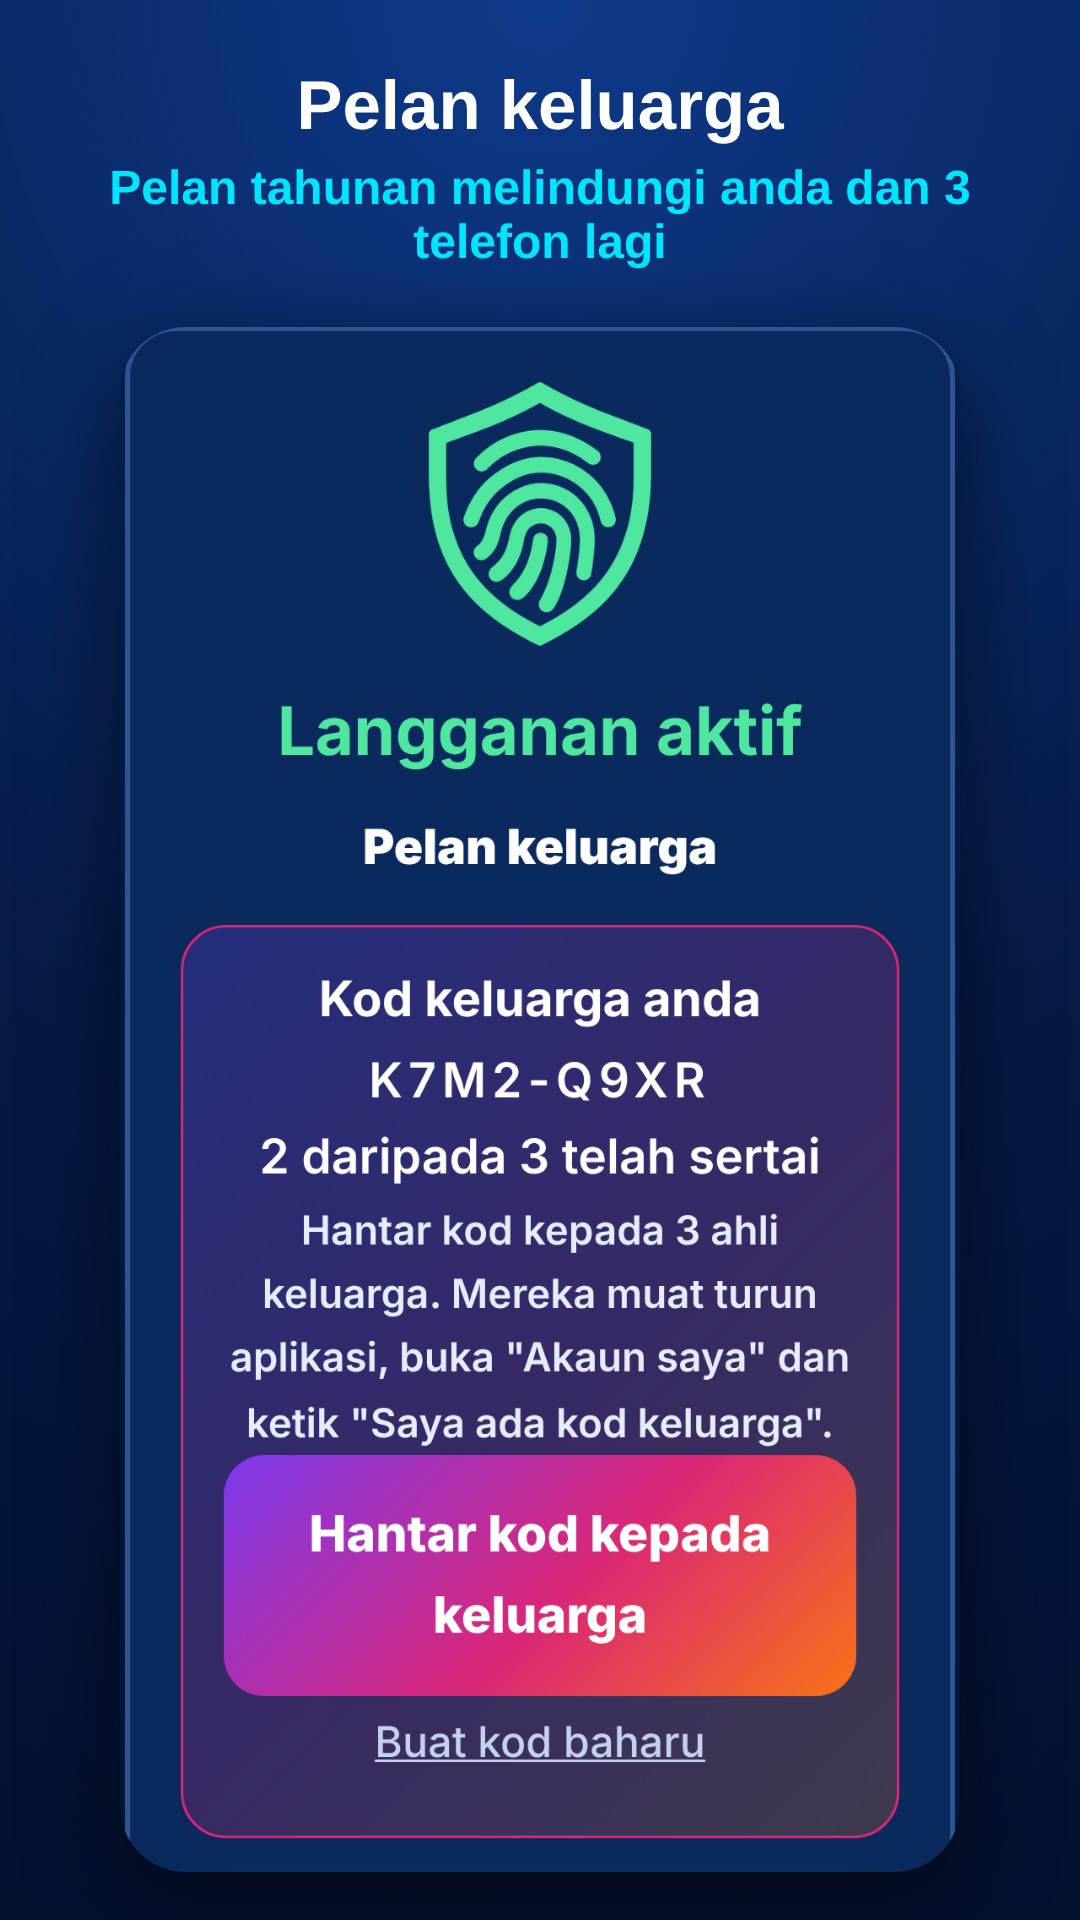 Pelan keluarga
Pelan tahunan melindungi anda dan 3
telefon lagi
Langganan aktif
Pelan keluarga
Kod keluarga anda
K7M2-Q9XR
2 daripada 3 telah sertai
Hantar kod kepada 3 ahli
keluarga. Mereka muat turun
aplikasi, buka "Akaun saya" dan
ketik "Saya ada kod keluarga".
Hantar kod kepada
keluarga
Buat kod baharu